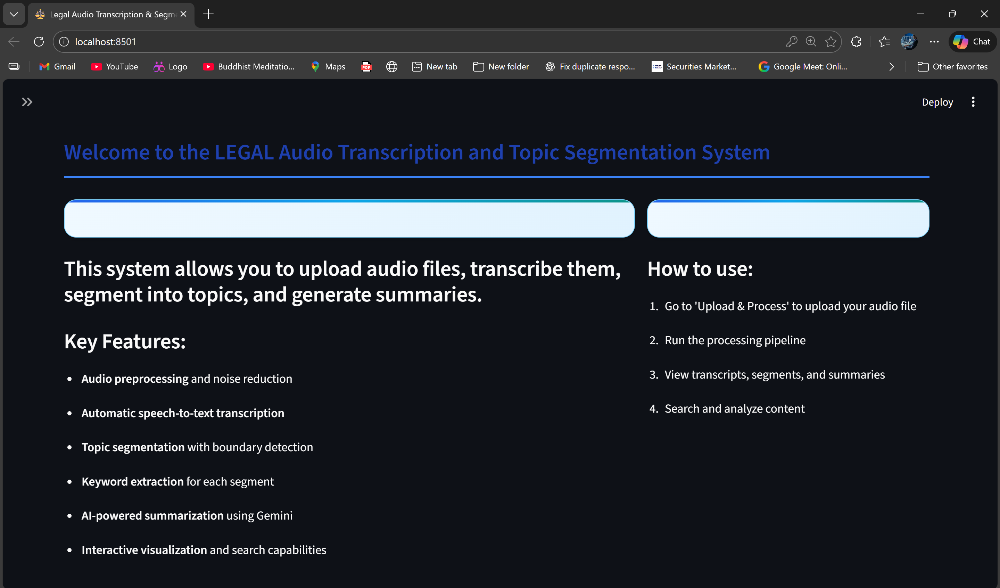 Legal Audio Transcription & Segm
localhost:8501
Chat
Gmail
YouTube
Logo
Buddhist Meditatio...
Maps
PDF
New tab
New folder
Fix duplicate respo...
H2S
Securities Market...
Google Meet: Onli...
Other favorites
Deploy
Welcome to the LEGAL Audio Transcription and Topic Segmentation System
This system allows you to upload audio files, transcribe them,
segment into topics, and generate summaries.
Key Features:
• Audio preprocessing and noise reduction
• Automatic speech-to-text transcription
• Topic segmentation with boundary detection
• Keyword extraction for each segment
• AI-powered summarization using Gemini
• Interactive visualization and search capabilities
How to use:
1. Go to 'Upload & Process' to upload your audio file
2. Run the processing pipeline
3. View transcripts, segments, and summaries
4. Search and analyze content